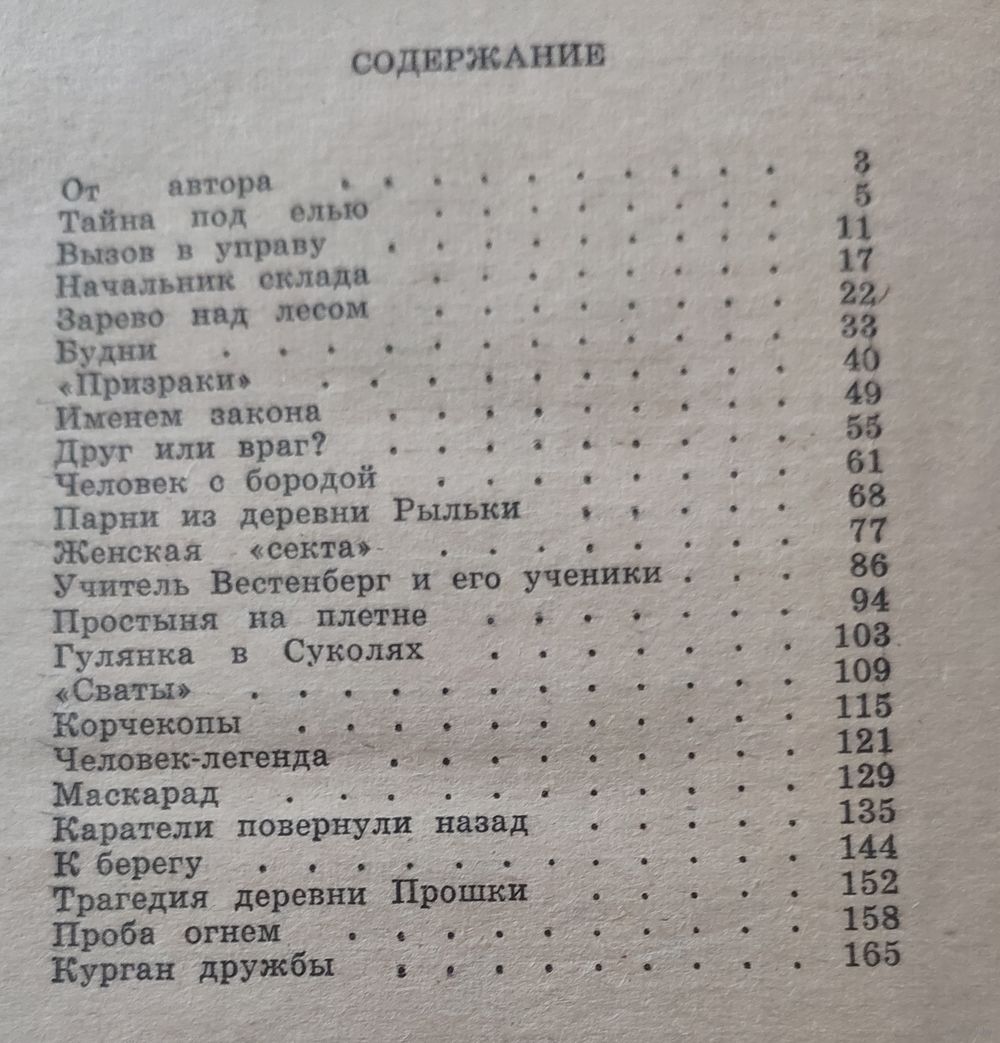 СОДЕРЖАНИЕ
От автора . . . . . . . . . . 3
Тайна под елью . . . . . . . . 5
Вызов в управу . . . . . . . . . 11
Начальник склада . . . . . . . . 17
Зарево над лесом . . . . . . . . 22
Будни . . . . . . . . . . . . 33
«Призраки» . . . . . . . . . . 40
Именем закона . . . . . . . . . 49
Друг или враг? . . . . . . . . . 55
Человек с бородой . . . . . . . . 61
Парни из деревни Рыльки . . . . . 68
Женская «секта» . . . . . . . . 77
Учитель Вестенберг и его ученики . . . 86
Простыня на плетне . . . . . . . 94
Гулянка в Суколях . . . . . . . 103
«Сваты» . . . . . . . . . . . . 109
Корчекопы . . . . . . . . . . . 115
Человек-легенда . . . . . . . . . 121
Маскарад . . . . . . . . . . . 129
Каратели повернули назад . . . . . 135
К берегу . . . . . . . . . . . . 144
Трагедия деревни Прошки . . . . . 152
Проба огнем . . . . . . . . . . 158
Курган дружбы . . . . . . . . . 165